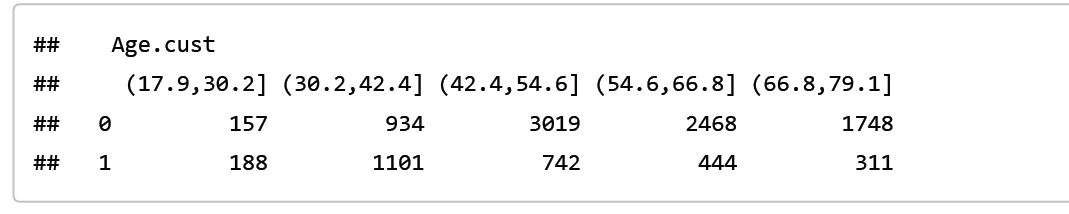 ##    Age.cust
##     (17.9,30.2] (30.2,42.4] (42.4,54.6] (54.6,66.8] (66.8,79.1]
##   0         157         934        3019        2468        1748
##   1         188        1101         742         444         311